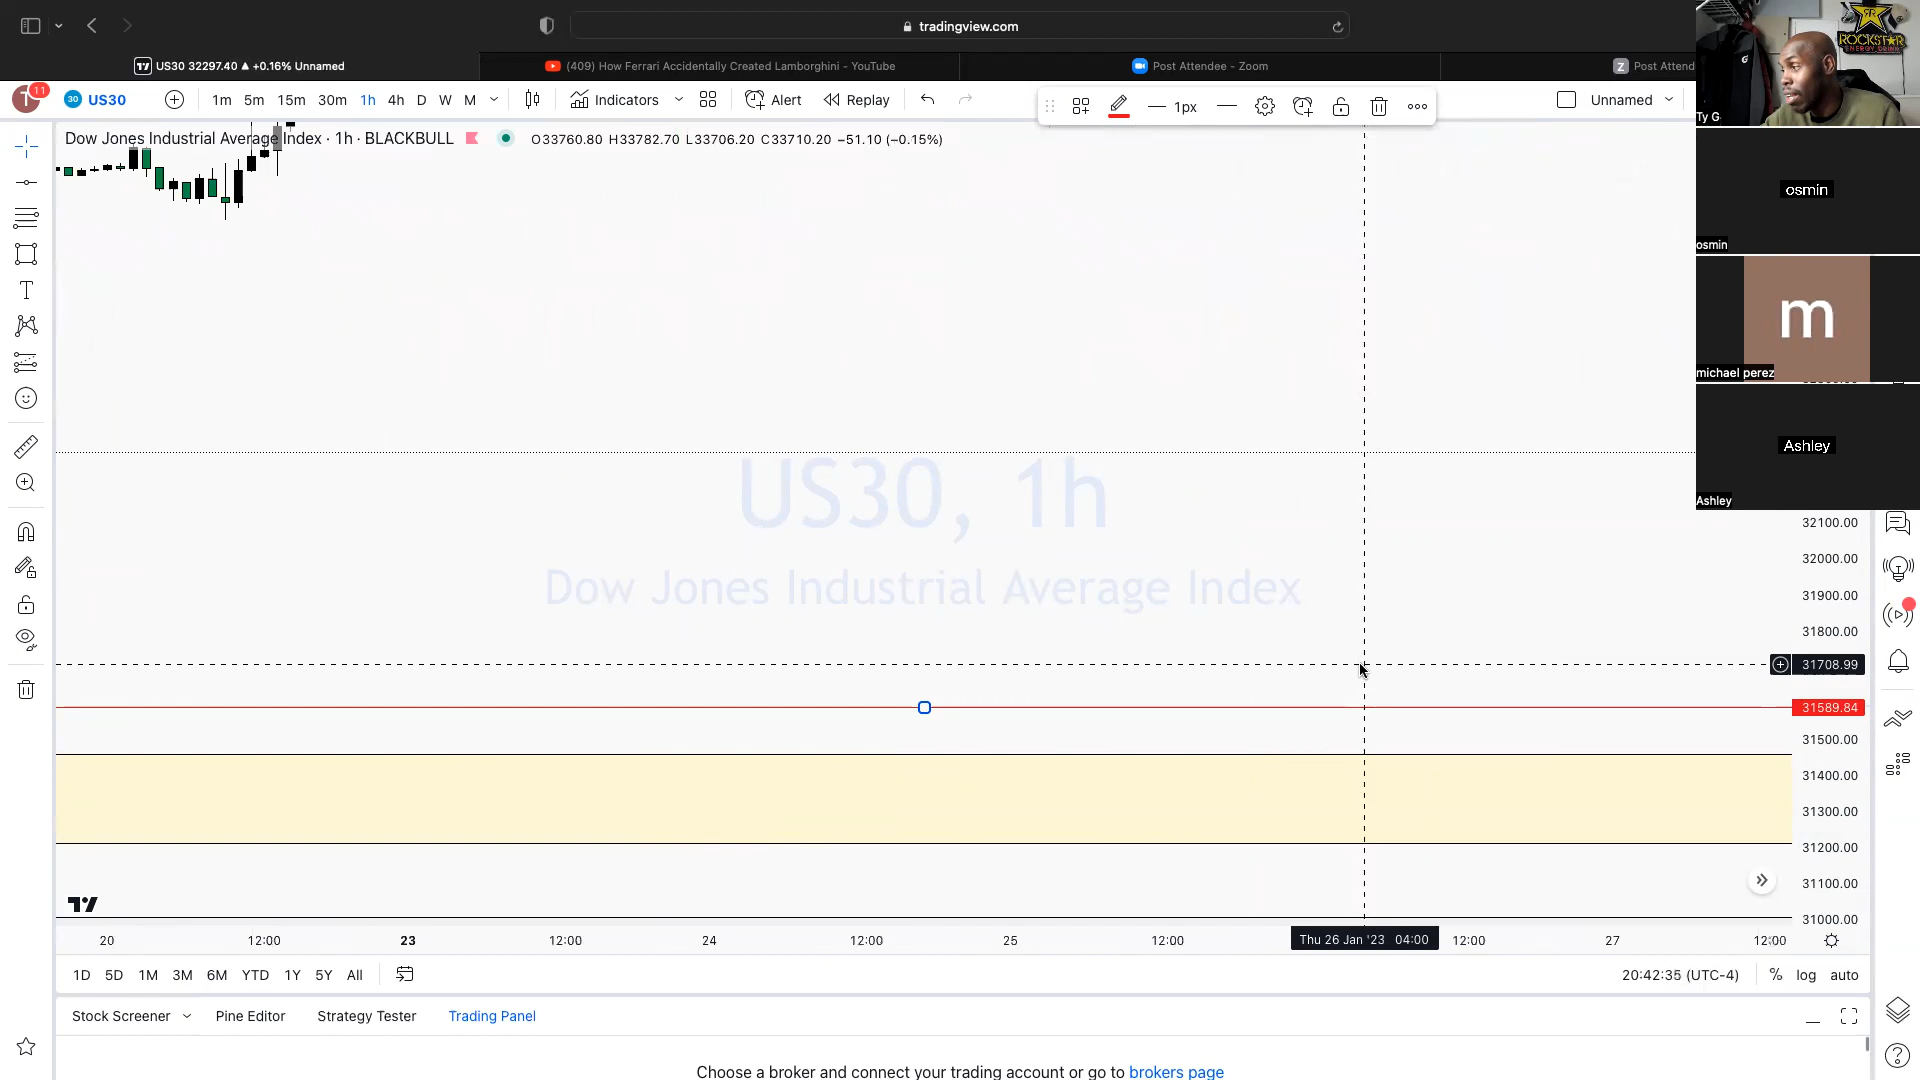 tradingview.com
US30 32297.40 ▲ +0.16% Unnamed
(409) How Ferrari Accidentally Created Lamborghini - YouTube
Post Attendee - Zoom
Post Attend
11
30 US30
1m 5m 15m 30m 1h 4h D W M
Indicators
Alert
Replay
1px
Unnamed
Dow Jones Industrial Average Index · 1h · BLACKBULL
O33760.80 H33782.70 L33706.20 C33710.20 −51.10 (−0.15%)
ROCKSTAR
ENERGY DRINK
Ty G
osmin
osmin
m
michael perez
Ashley
Ashley
US30, 1h
Dow Jones Industrial Average Index
32100.00
32000.00
31900.00
31800.00
31708.99
31589.84
31500.00
31400.00
31300.00
31200.00
31100.00
31000.00
20 12:00 23 12:00 24 12:00 25 12:00 Thu 26 Jan '23 04:00 12:00 27 12:00
1D 5D 1M 3M 6M YTD 1Y 5Y All
20:42:35 (UTC-4) % log auto
Stock Screener Pine Editor Strategy Tester Trading Panel
Choose a broker and connect your trading account or go to brokers page